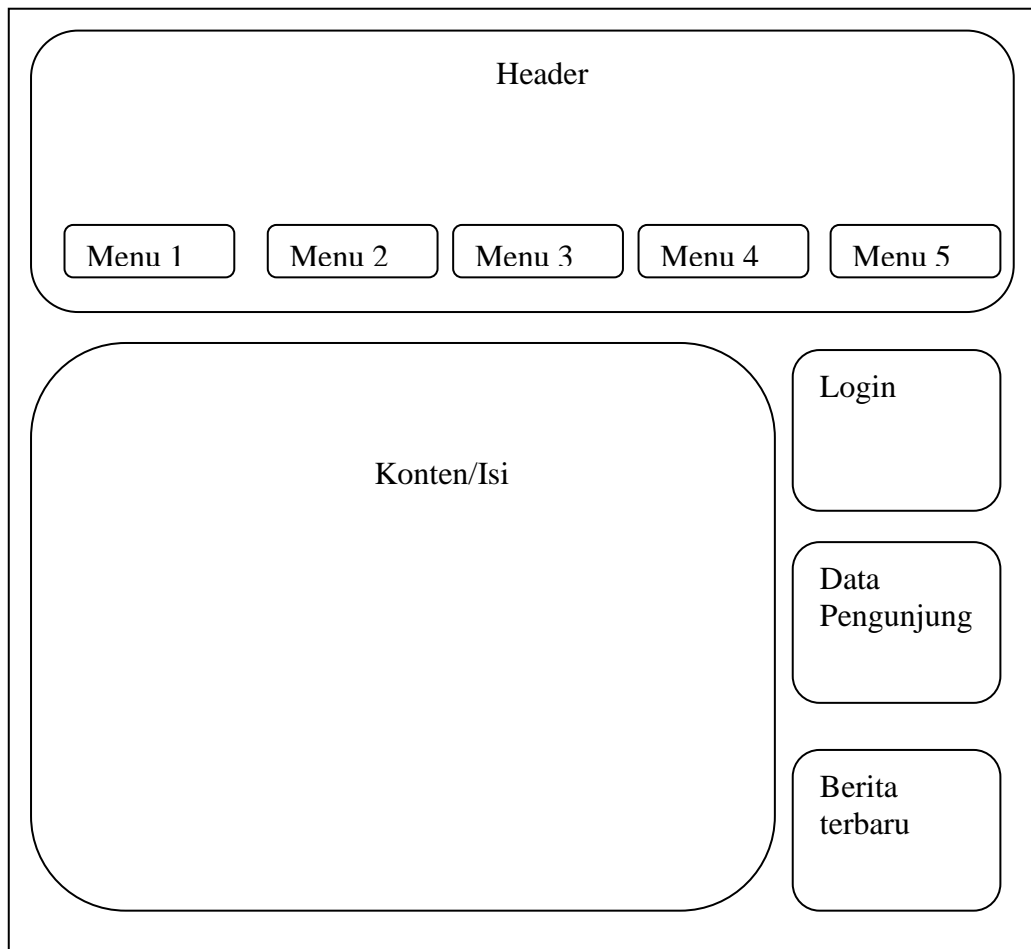 Header
Menu 1
Menu 2
Menu 3
Menu 4
Menu 5
Login
Konten/Isi
Data
Pengunjung
Berita
terbaru